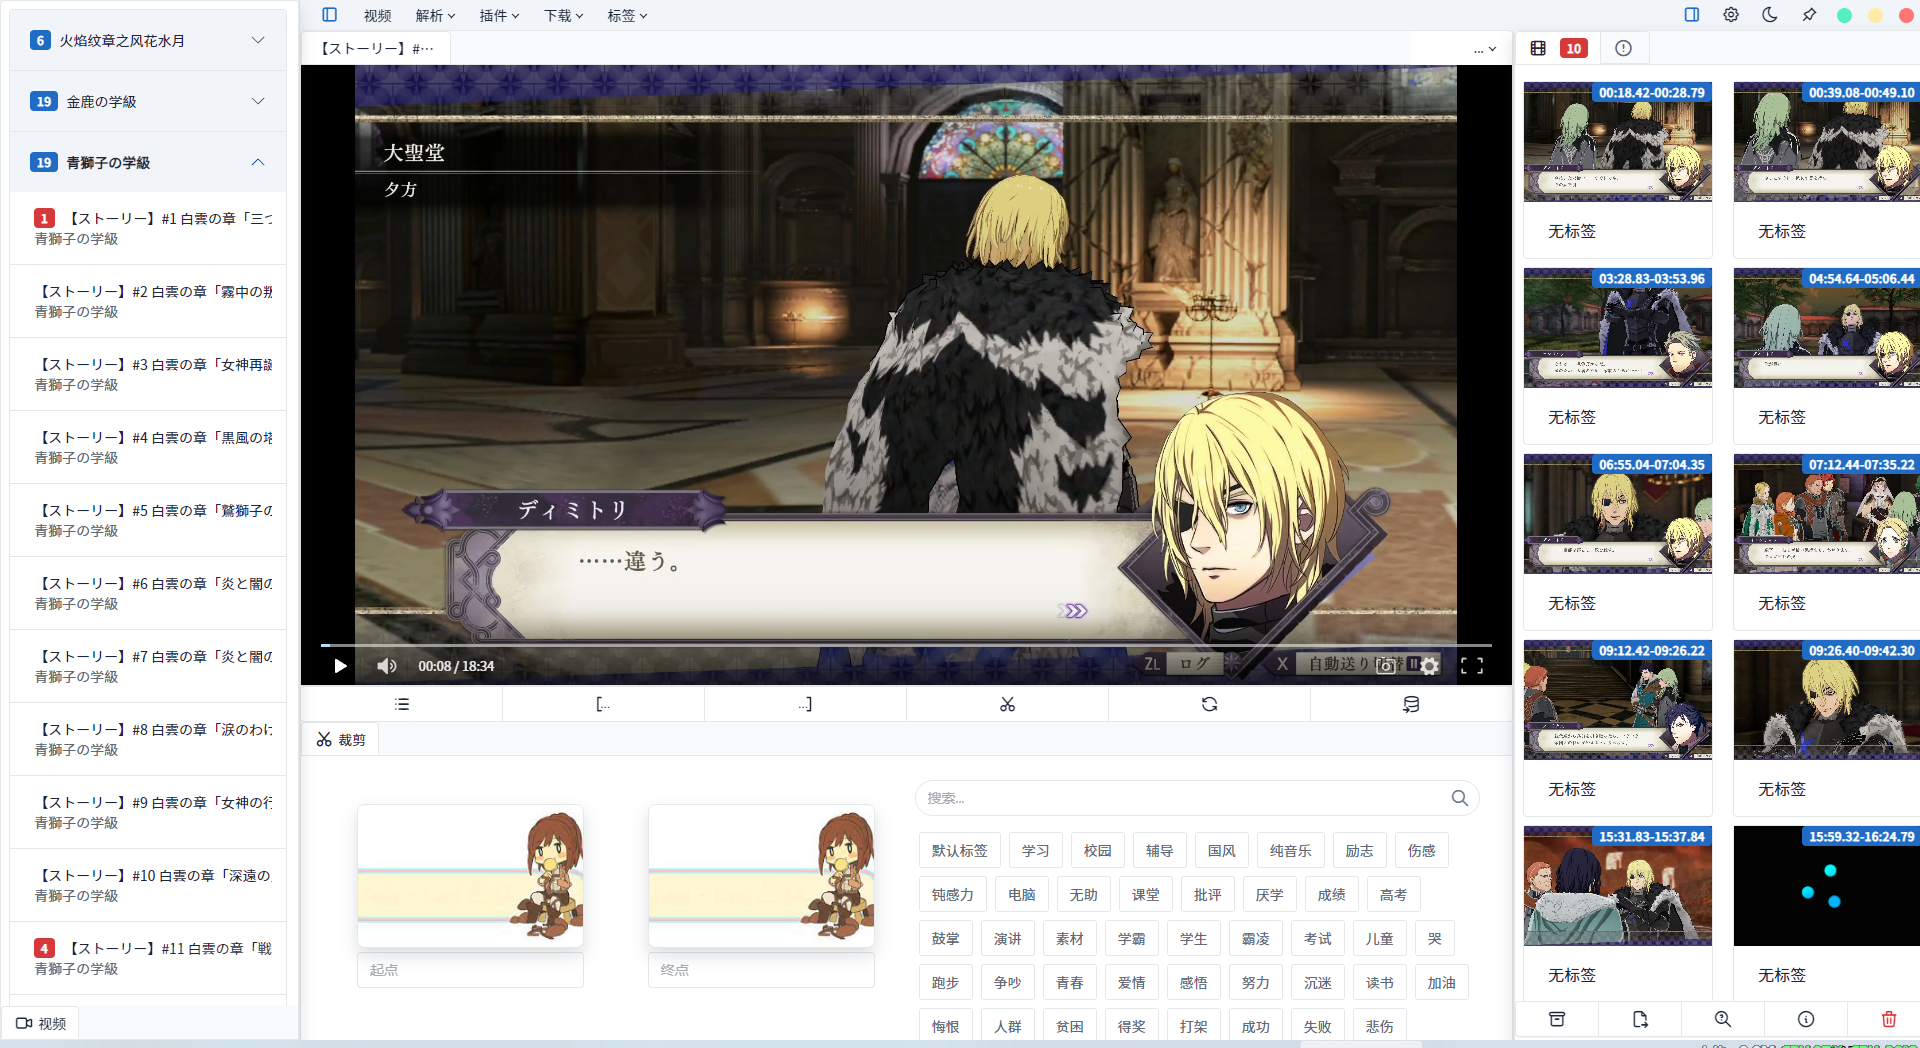 视频 解析 插件 下载 标签
6 火焰纹章之风花水月
19 金鹿の学級
19 青獅子の学級
1 【ストーリー】#1 白雲の章「三つ
青獅子の学級
【ストーリー】#2 白雲の章「霧中の叛
青獅子の学級
【ストーリー】#3 白雲の章「女神再誕
青獅子の学級
【ストーリー】#4 白雲の章「黒風の塔
青獅子の学級
【ストーリー】#5 白雲の章「鷲獅子の
青獅子の学級
【ストーリー】#6 白雲の章「炎と闇の
青獅子の学級
【ストーリー】#7 白雲の章「炎と闇の
青獅子の学級
【ストーリー】#8 白雲の章「涙のわけ
青獅子の学級
【ストーリー】#9 白雲の章「女神の行
青獅子の学級
【ストーリー】#10 白雲の章「深遠の
青獅子の学級
4 【ストーリー】#11 白雲の章「戦
青獅子の学級
视频
【ストーリー】#…
...
大聖堂
夕方
ディミトリ
……違う。
00:08 / 18:34
ZL ログ X 自動送り切替
[... ...]
裁剪
起点
终点
搜索...
默认标签 学习 校园 辅导 国风 纯音乐 励志 伤感
钝感力 电脑 无助 课堂 批评 厌学 成绩 高考
鼓掌 演讲 素材 学霸 学生 霸凌 考试 儿童 哭
跑步 争吵 青春 爱情 感悟 努力 沉迷 读书 加油
悔恨 人群 贫困 得奖 打架 成功 失败 悲伤
10
00:18.42-00:28.79
无标签
00:39.08-00:49.10
无标签
03:28.83-03:53.96
无标签
04:54.64-05:06.44
无标签
06:55.04-07:04.35
无标签
07:12.44-07:35.22
无标签
09:12.42-09:26.22
无标签
09:26.40-09:42.30
无标签
15:31.83-15:37.84
无标签
15:59.32-16:24.79
无标签